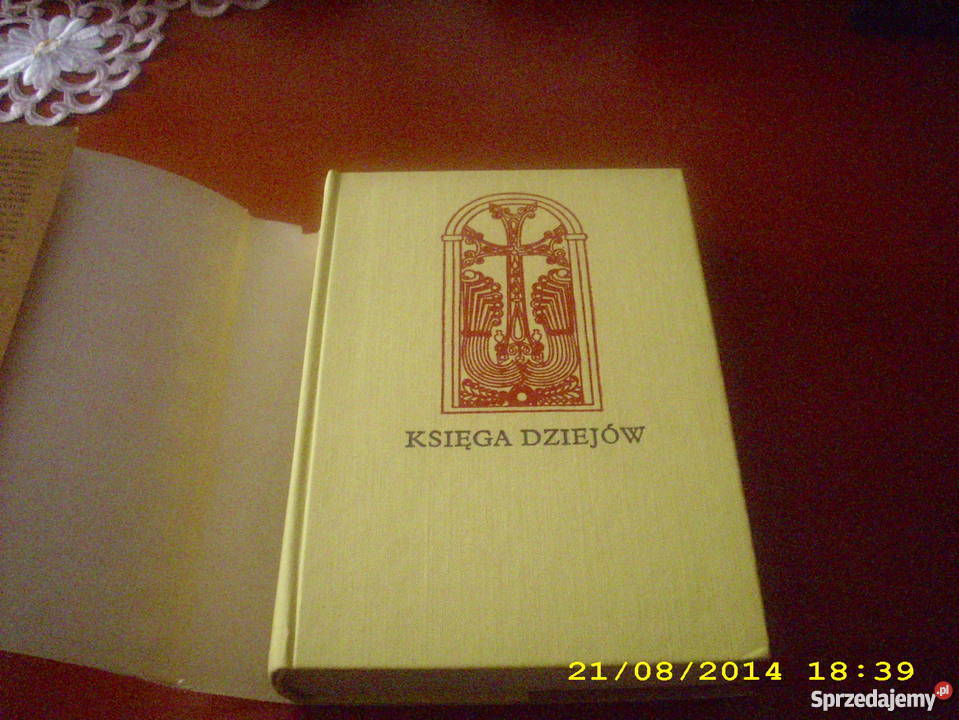 KSIĘGA DZIEJÓW
21/08/2014 18:39
Sprzedajemy.pl